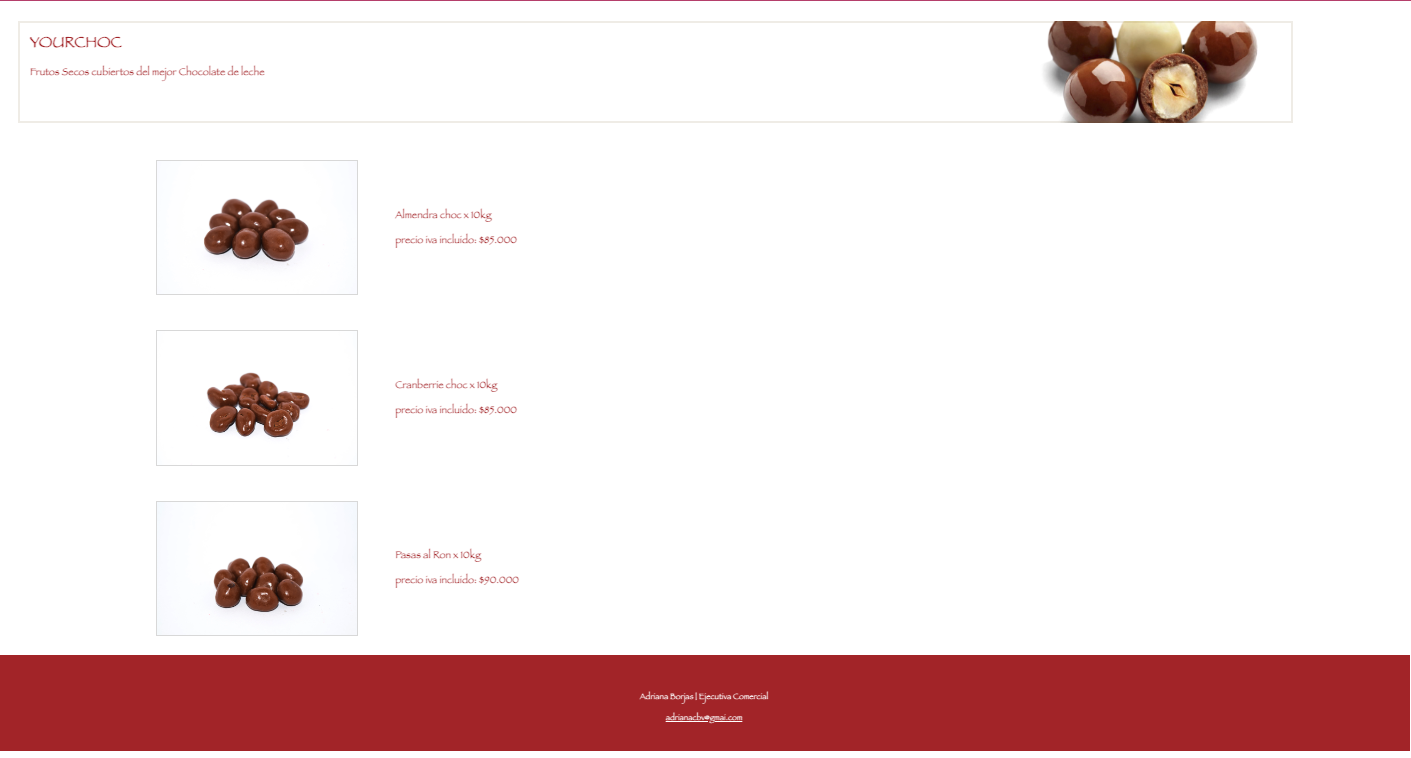 YOURCHOC
Frutos Secos cubiertos del mejor Chocolate de leche
Almendra choc x 10kg
precio iva incluido: $85.000
Cranberrie choc x 10kg
precio iva incluido: $85.000
Pasas al Ron x 10kg
precio iva incluido: $90.000
Adriana Borjas | Ejecutiva Comercial
adrianacbv@gmai.com